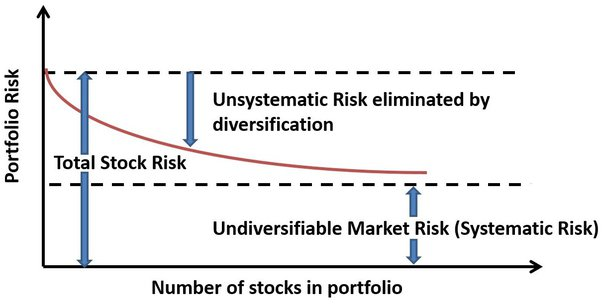 Portfolio Risk
Unsystematic Risk eliminated by
diversification
Total Stock Risk
Undiversifiable Market Risk (Systematic Risk)
Number of stocks in portfolio